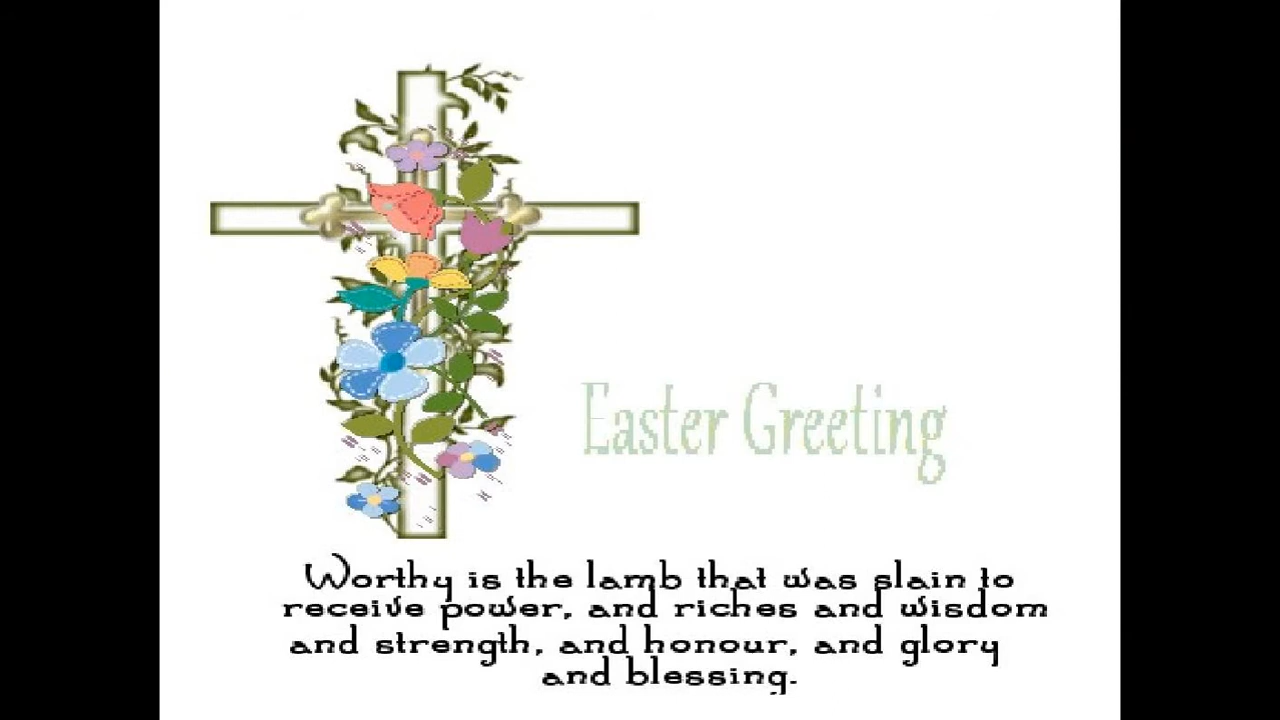 Easter Greeting
Worthy is the lamb that was slain to
receive power, and riches and wisdom
and strength, and honour, and glory
and blessing.